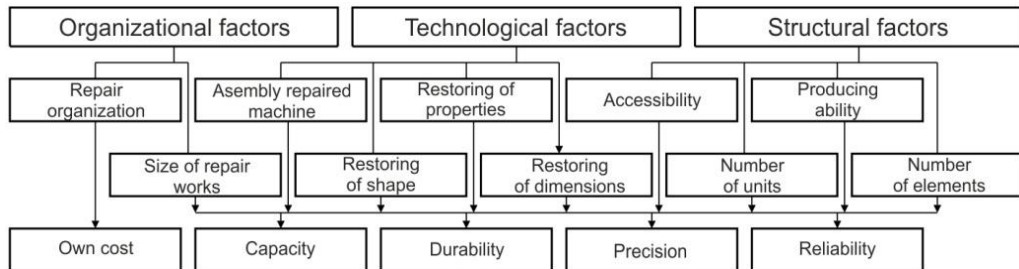 Organizational factors
Technological factors
Structural factors
Repair
organization
Asembly repaired
machine
Restoring of
properties
Accessibility
Producing
ability
Size of repair
works
Restoring
of shape
Restoring
of dimensions
Number
of units
Number
of elements
Own cost
Capacity
Durability
Precision
Reliability